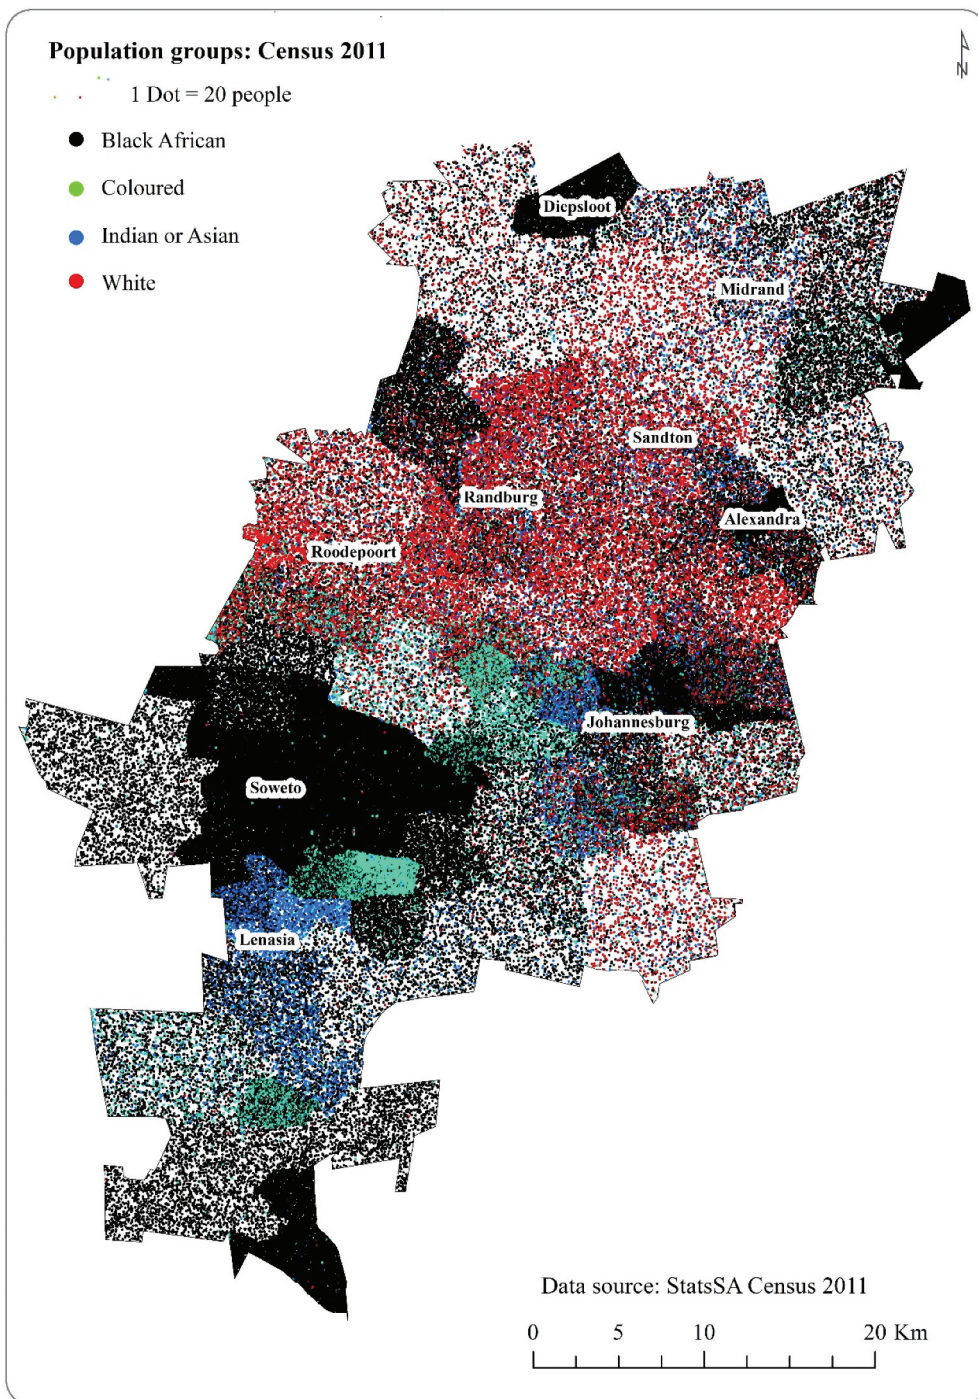 Population groups: Census 2011
1 Dot = 20 people
Black African
Coloured
Indian or Asian
White
N
Diepsloot
Midrand
Sandton
Randburg
Alexandra
Roodepoort
Johannesburg
Soweto
Lenasia
Data source: StatsSA Census 2011
0 5 10 20 Km